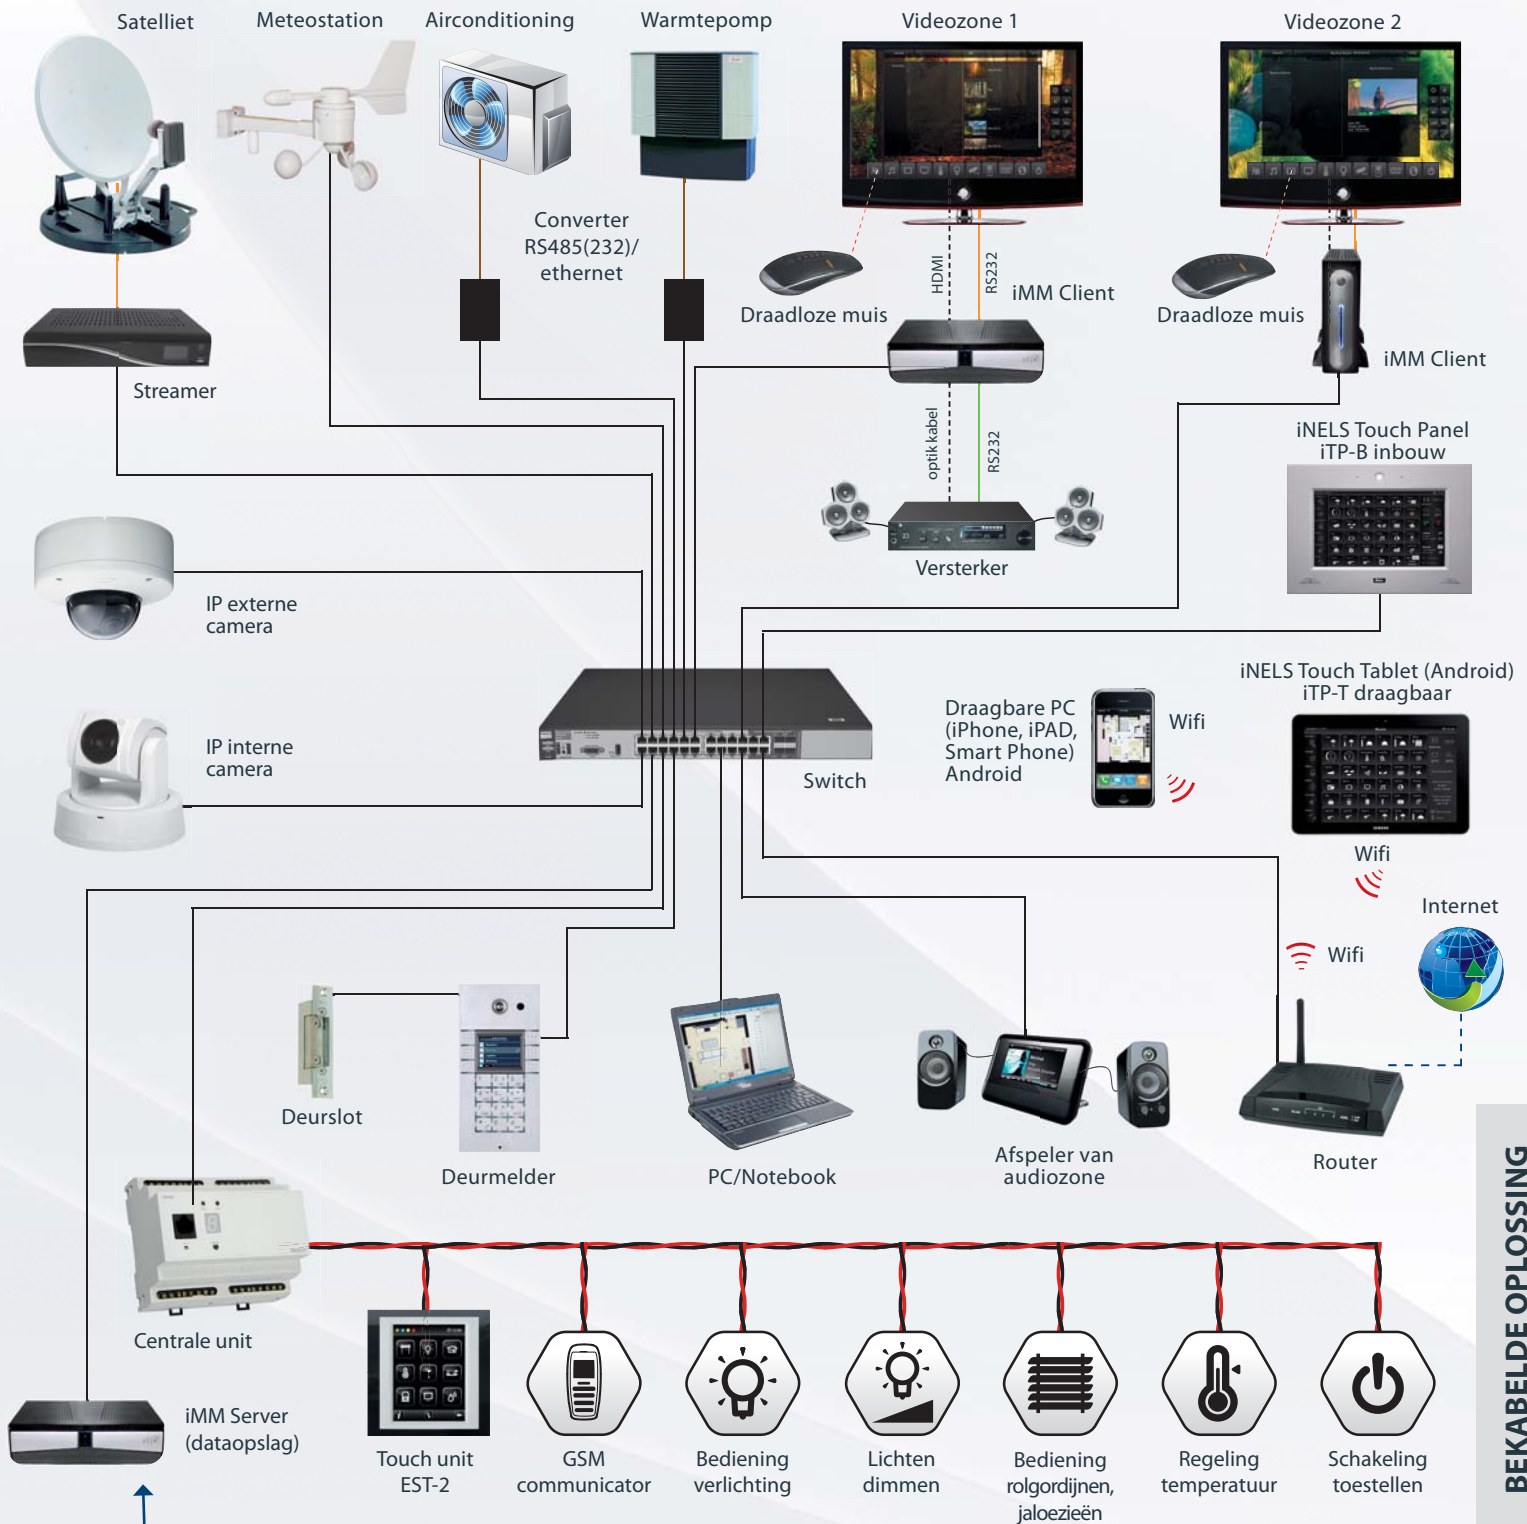 Satelliet
Meteostation
Airconditioning
Warmtepomp
Videozone 1
Videozone 2
Converter
RS485(232)/
ethernet
HDMI
RS232
iMM Client
Draadloze muis
Draadloze muis
iMM Client
Streamer
optik kabel
RS232
iNELS Touch Panel
iTP-B inbouw
Versterker
IP externe
camera
iNELS Touch Tablet (Android)
iTP-T draagbaar
Draagbare PC
(iPhone, iPAD,
Smart Phone)
Android
Wifi
IP interne
camera
Switch
Wifi
Internet
Wifi
Deurslot
Deurmelder
PC/Notebook
Afspeler van
audiozone
Router
BEKABELDE OPLOSSING
Centrale unit
iMM Server
(dataopslag)
Touch unit
EST-2
GSM
communicator
Bediening
verlichting
Lichten
dimmen
Bediening
rolgordijnen,
jaloezieën
Regeling
temperatuur
Schakeling
toestellen